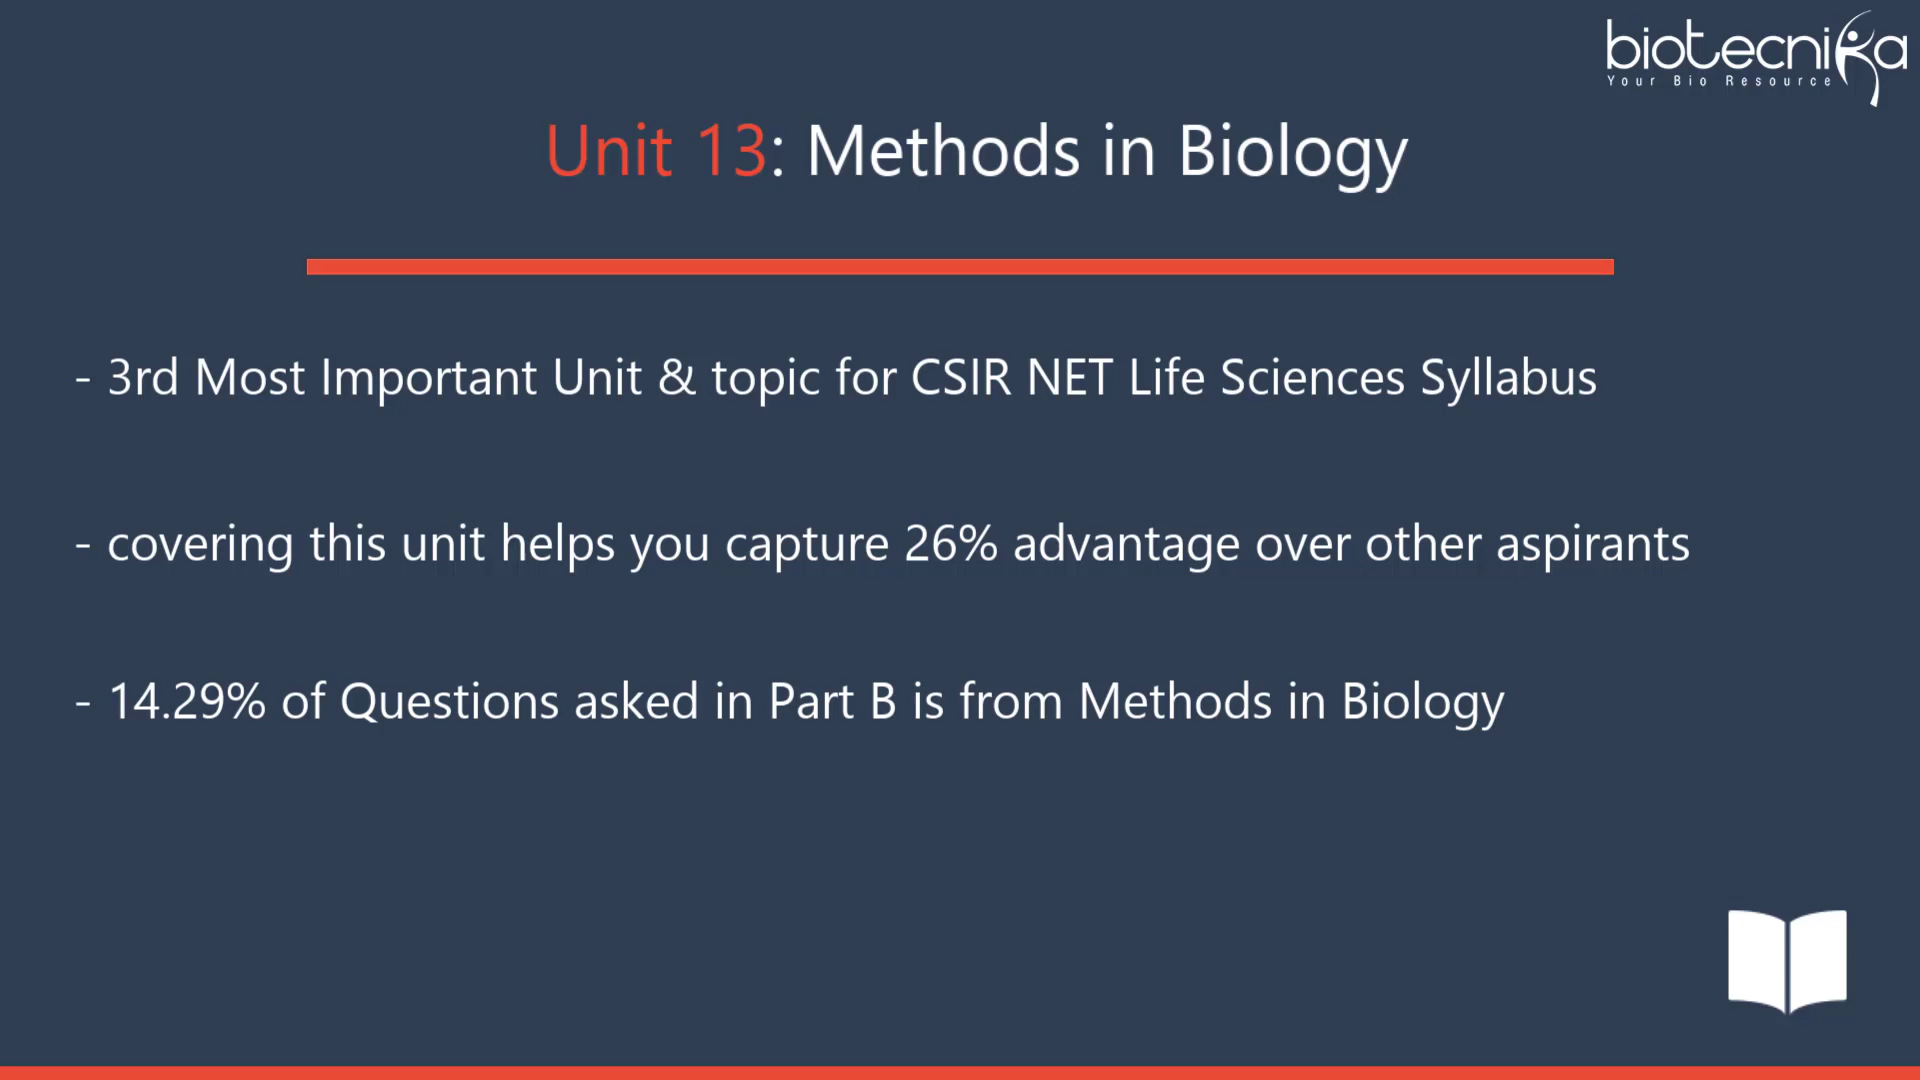 biotecnika
Your Bio Resource
Unit 13: Methods in Biology
- 3rd Most Important Unit & topic for CSIR NET Life Sciences Syllabus
- covering this unit helps you capture 26% advantage over other aspirants
- 14.29% of Questions asked in Part B is from Methods in Biology